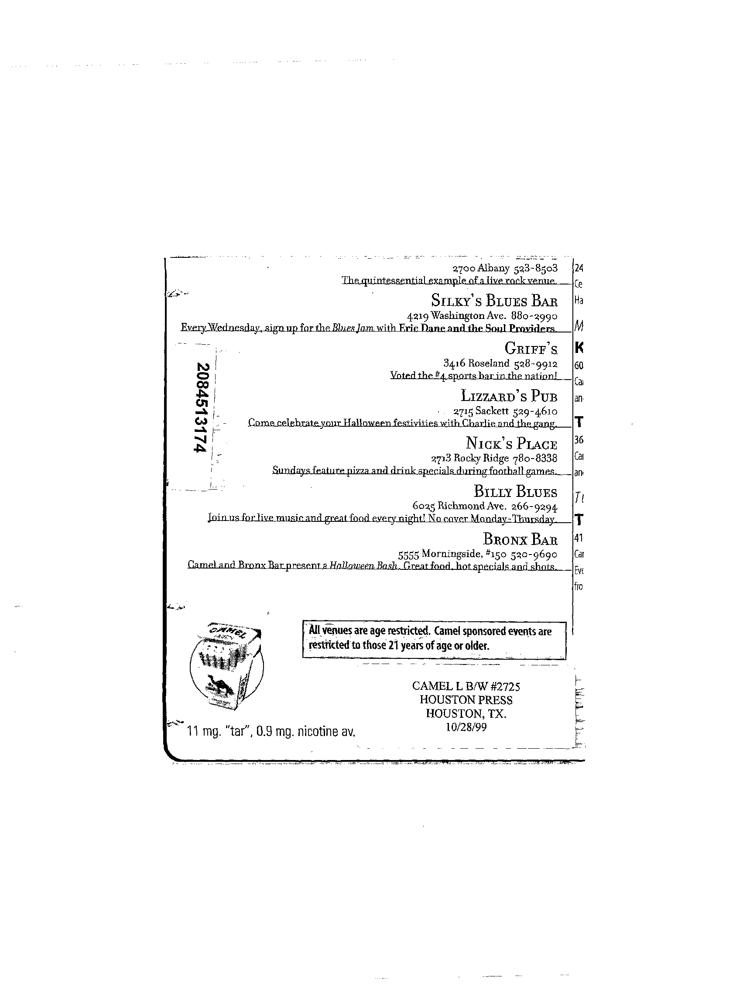 2700 Albany 523-8503
The quintessential example of a live rock venue.
SILKY'S BLUES BAR
4219 Washington Ave. 880-2990
Every Wednesday, sign up for the Blues Jam with Eric Dane and the Soul Providers.
GRIFF'S
3416 Roseland 528-9912
Voted the #4 sports bar in the nation!
LIZZARD'S PUB
2715 Sackett 529-4610
Come celebrate your Halloween festivities with Charlie and the gang.
NICK'S PLACE
2713 Rocky Ridge 780-8338
Sundays feature pizza and drink specials during football games.
BILLY BLUES
6025 Richmond Ave. 266-9294
Join us for live music and great food every night! No cover Monday-Thursday.
BRONX BAR
5555 Morningside, #150 520-9690
Camel and Bronx Bar present a Halloween Bash. Great food, hot specials and shots.
24
Ce
Ha
M
K
60
Ca
an
T
36
Car
an
T
41
Car
Eve
fro
2084513174
CAMEL
All venues are age restricted. Camel sponsored events are
restricted to those 21 years of age or older.
CAMEL L B/W #2725
HOUSTON PRESS
HOUSTON, TX.
10/28/99
11 mg. "tar", 0.9 mg. nicotine av.